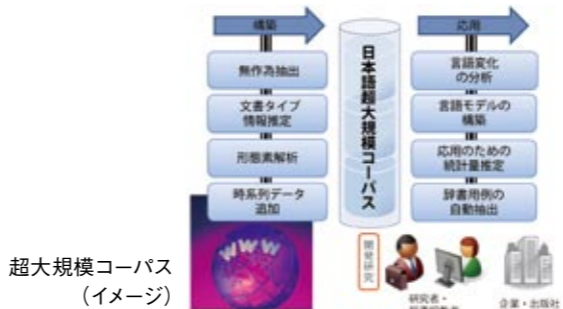 構築
応用
無作為抽出
文書タイプ
情報推定
形態素解析
時系列データ
追加
日本語超大規模コーパス
言語変化
の分析
言語モデルの
構築
応用のための
統計量推定
辞書用例の
自動抽出
WWW
開発研究
研究者・
企業・出版社
超大規模コーパス
(イメージ)